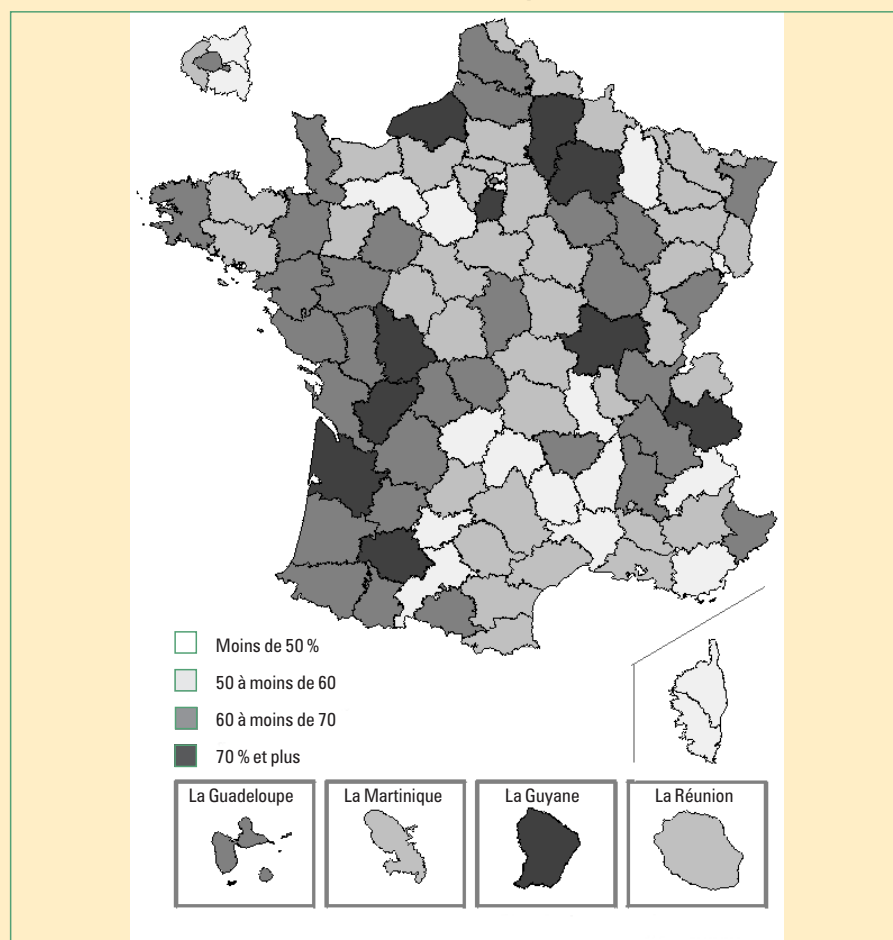 Moins de 50 %
50 à moins de 60
60 à moins de 70
70 % et plus
La Guadeloupe
La Martinique
La Guyane
La Réunion